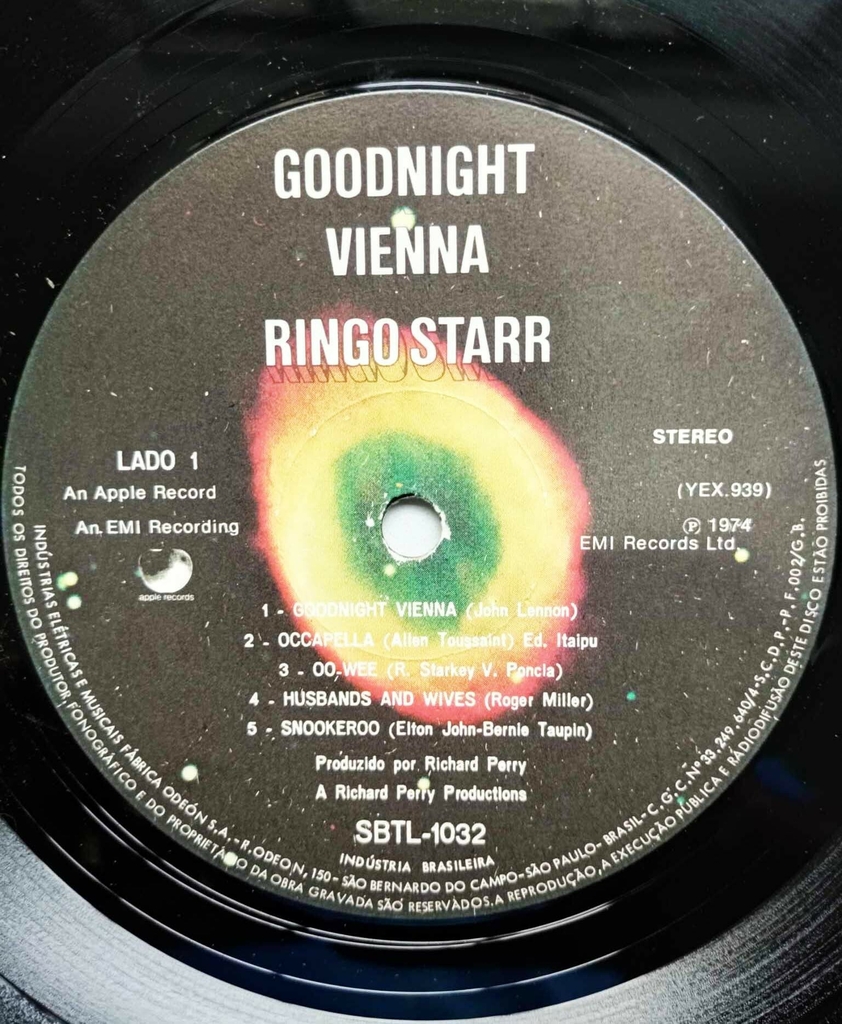 GOODNIGHT
VIENNA
RINGO STARR
STEREO
LADO 1
An Apple Record
(YEX.939)
An. EMI Recording
℗ 1974
EMI Records Ltd.
apple records
1 - GOODNIGHT VIENNA (John Lennon)
2 - OCCAPELLA (Allen Toussaint) Ed. Itaipu
3 - OO-WEE (R. Starkey V. Poncia)
4 - HUSBANDS AND WIVES (Roger Miller)
5 - SNOOKEROO (Elton John-Bernie Taupin)
Produzido por Richard Perry
A Richard Perry Productions
SBTL-1032
INDÚSTRIA BRASILEIRA
INDÚSTRIAS ELÉTRICAS E MUSICAIS FÁBRICA ODEON S.A.-R.ODEON, 150-SÃO BERNARDO DO CAMPO-SÃO PAULO-BRASIL-C.G.C.Nº 33.249.640/4-S.C.D.P.-P.F.002/G.B.
TODOS OS DIREITOS DO PRODUTOR FONOGRÁFICO E DO PROPRIETÁRIO DA OBRA GRAVADA SÃO RESERVADOS. A REPRODUÇÃO, A EXECUÇÃO PÚBLICA E RÁDIODIFUSÃO DESTE DISCO ESTÃO PROIBIDAS